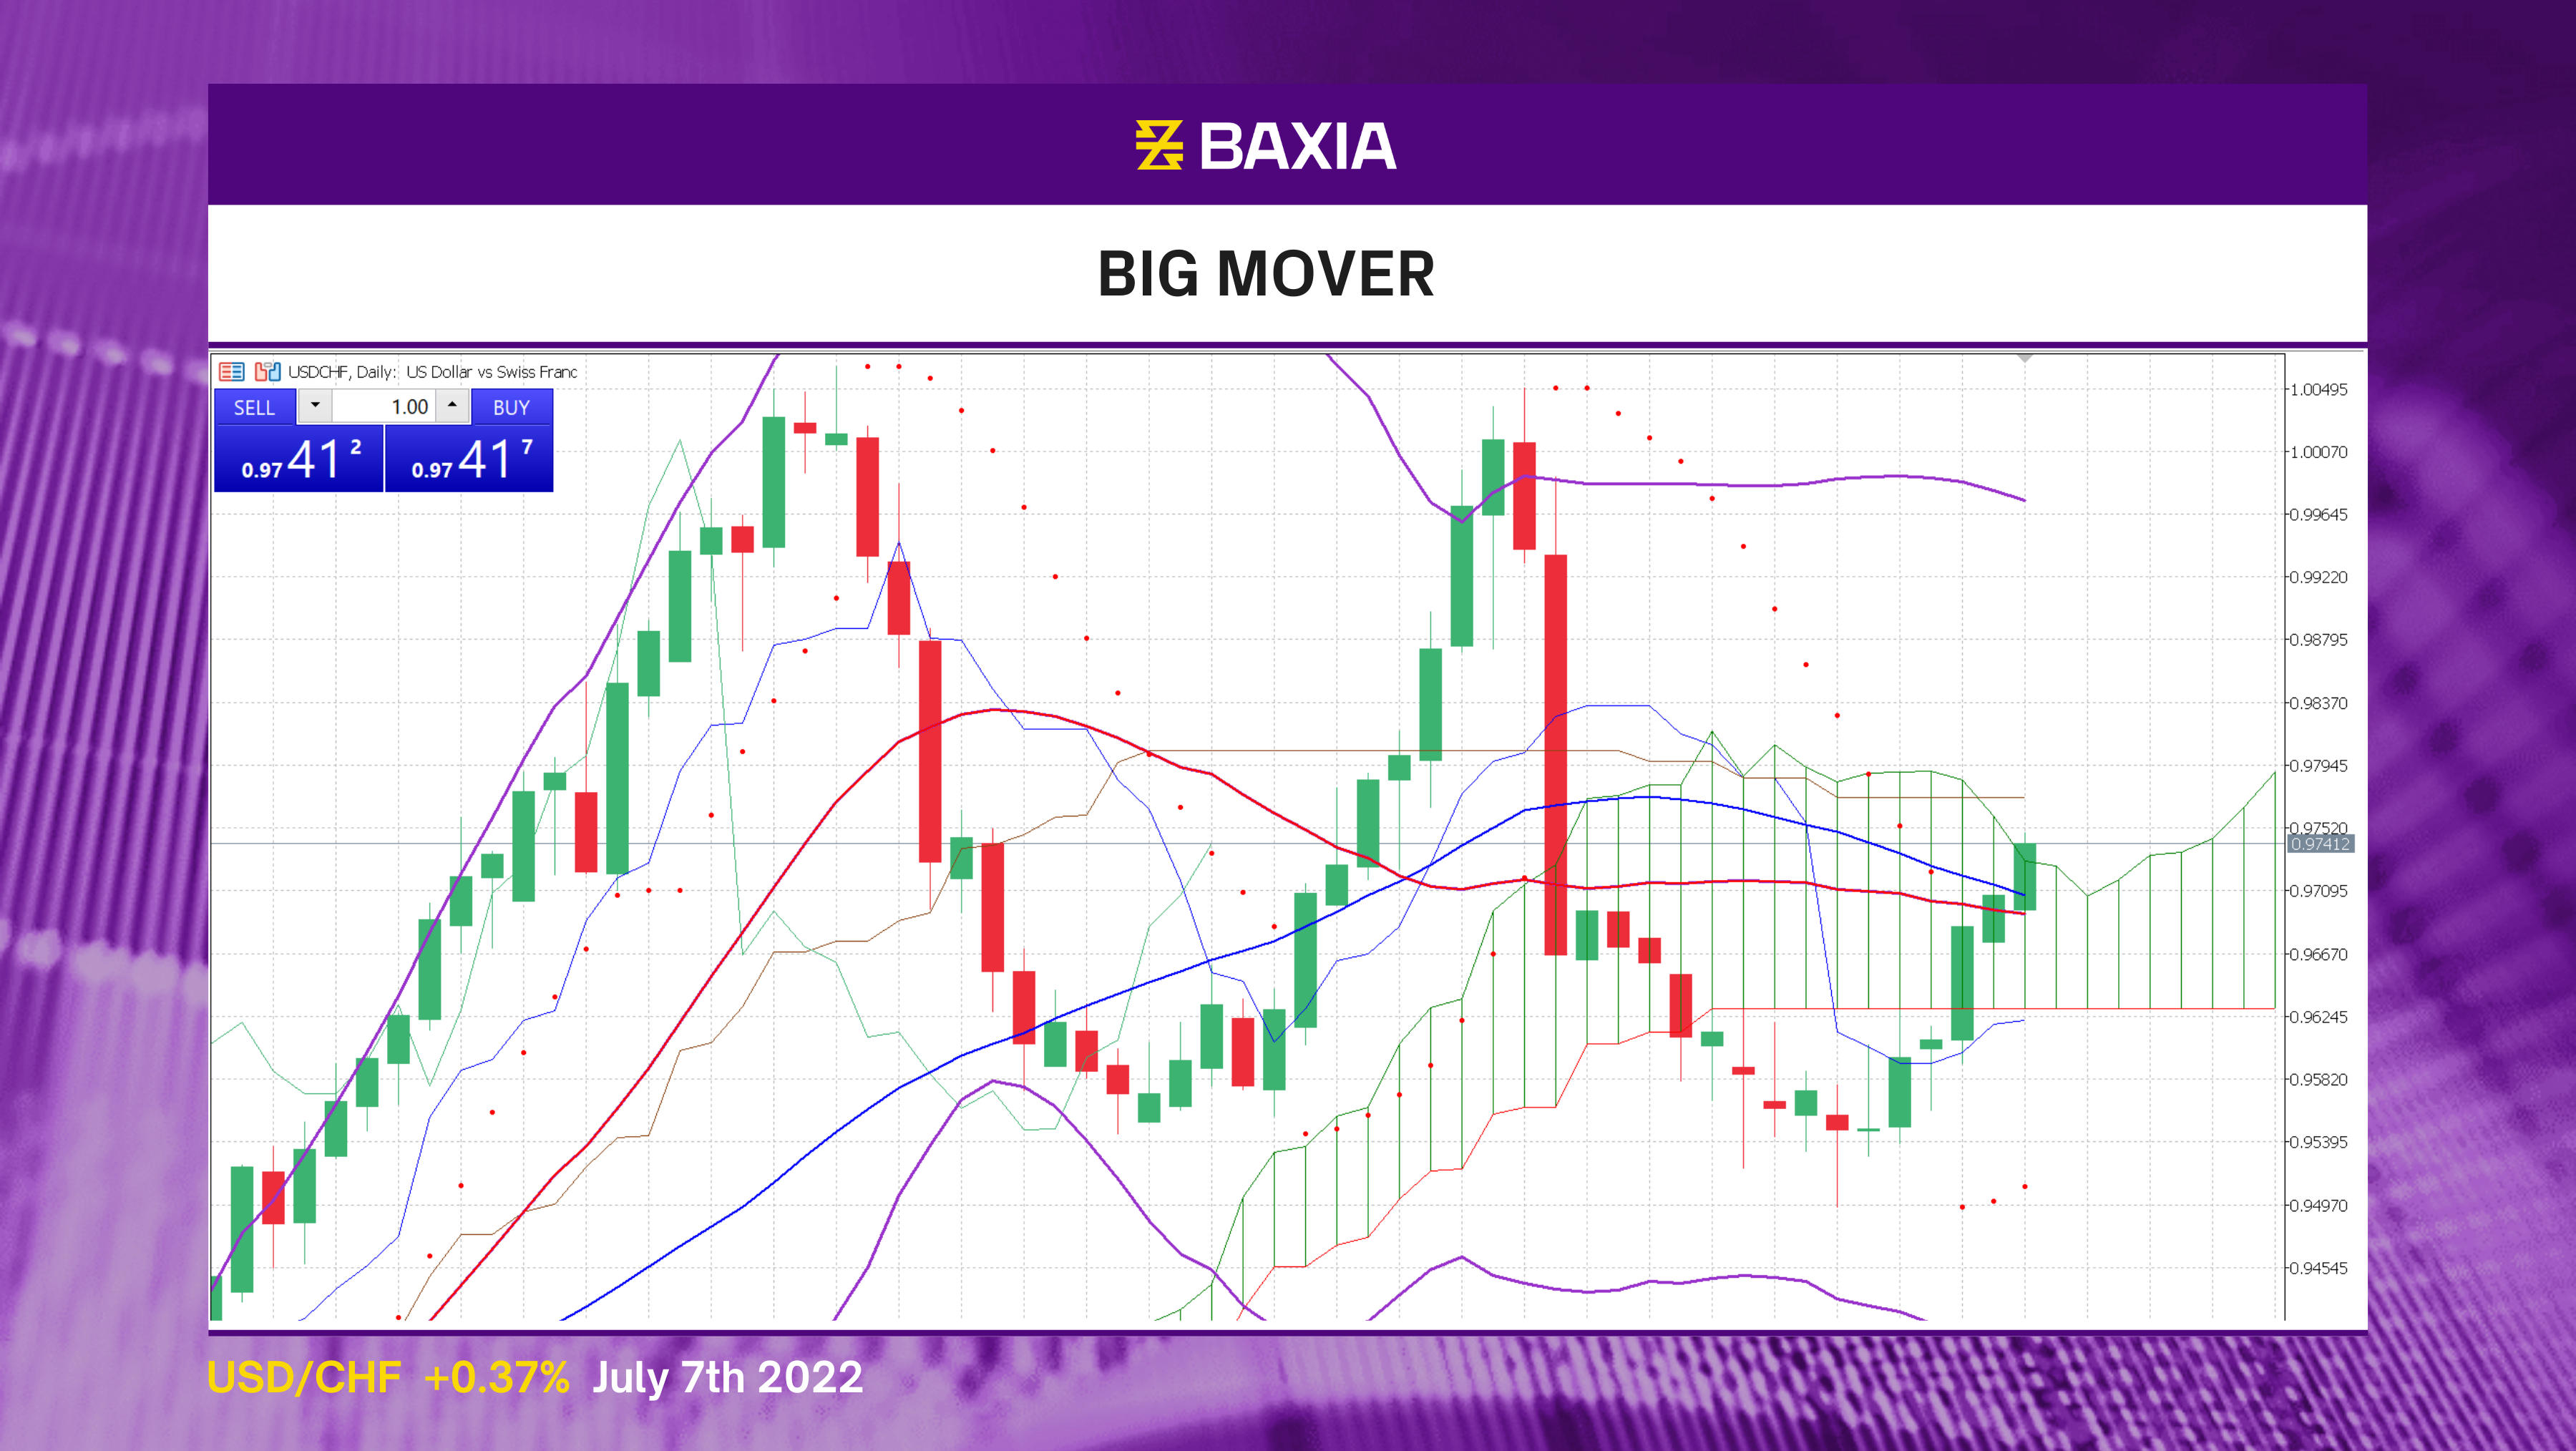 BAXIA
BIG MOVER
USDCHF, Daily: US Dollar vs Swiss Franc
SELL 1.00 BUY
0.97 41 2 0.97 41 7
1.00495
1.00070
0.99645
0.99220
0.98795
0.98370
0.97945
0.97520
0.97412
0.97095
0.96670
0.96245
0.95820
0.95395
0.94970
0.94545
USD/CHF +0.37% July 7th 2022